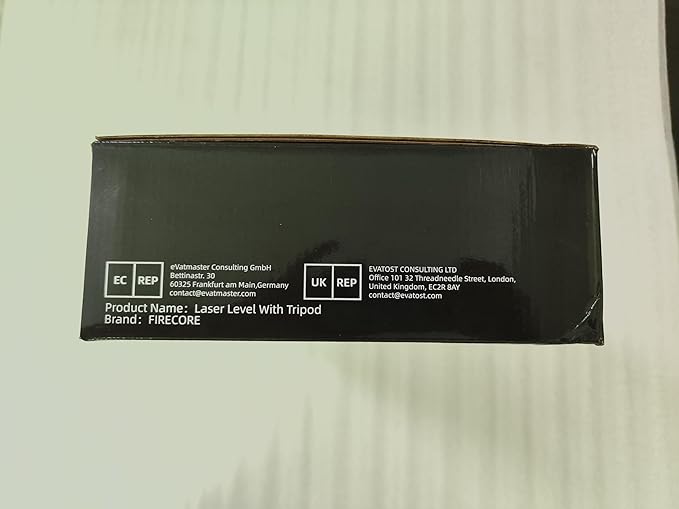 EC REP
eVatmaster Consulting GmbH
Bettinastr. 30
60325 Frankfurt am Main,Germany
contact@evatmaster.com
UK REP
EVATOST CONSULTING LTD
Office 101 32 Threadneedle Street, London,
United Kingdom, EC2R 8AY
contact@evatost.com
Product Name: Laser Level With Tripod
Brand: FIRECORE